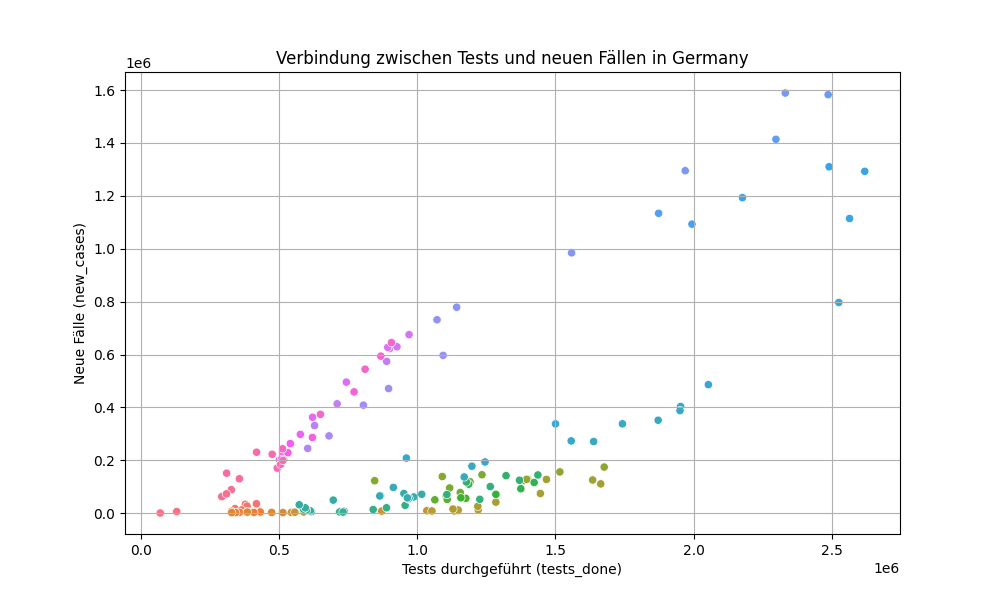 Verbindung zwischen Tests und neuen Fällen in Germany
1e6
1.6
1.4
1.2
1.0
0.8
0.6
0.4
0.2
0.0
Neue Fälle (new_cases)
0.0 0.5 1.0 1.5 2.0 2.5
Tests durchgeführt (tests_done)
1e6